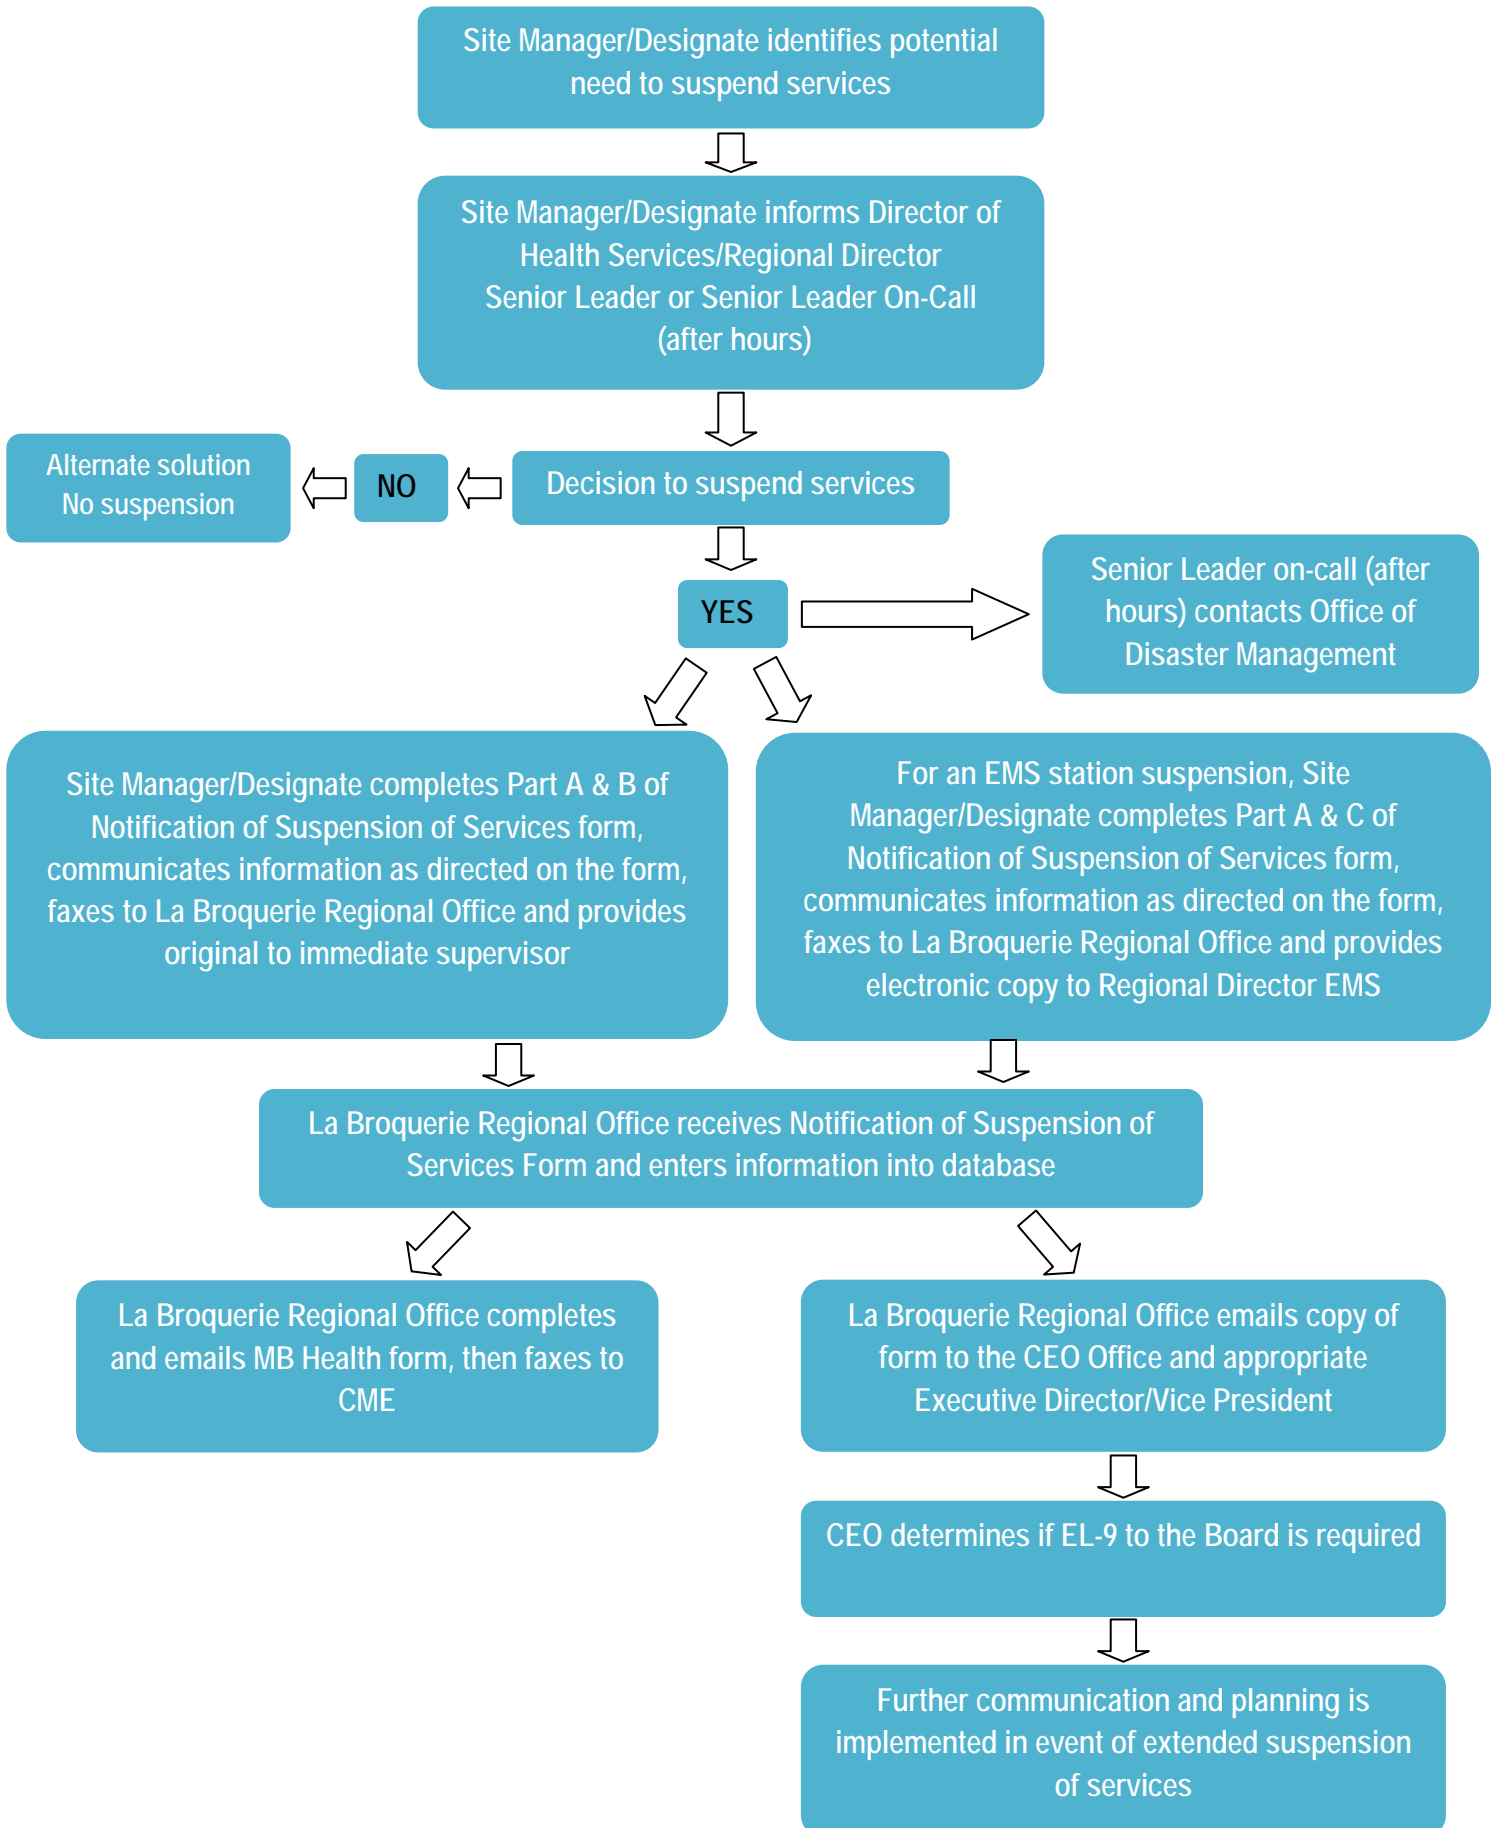 Site Manager/Designate identifies potential
need to suspend services
Site Manager/Designate informs Director of
Health Services/Regional Director
Senior Leader or Senior Leader On-Call
(after hours)
Alternate solution
No suspension
NO
Decision to suspend services
YES
Senior Leader on-call (after
hours) contacts Office of
Disaster Management
Site Manager/Designate completes Part A & B of
Notification of Suspension of Services form,
communicates information as directed on the form,
faxes to La Broquerie Regional Office and provides
original to immediate supervisor
For an EMS station suspension, Site
Manager/Designate completes Part A & C of
Notification of Suspension of Services form,
communicates information as directed on the form,
faxes to La Broquerie Regional Office and provides
electronic copy to Regional Director EMS
La Broquerie Regional Office receives Notification of Suspension of
Services Form and enters information into database
La Broquerie Regional Office completes
and emails MB Health form, then faxes to
CME
La Broquerie Regional Office emails copy of
form to the CEO Office and appropriate
Executive Director/Vice President
CEO determines if EL-9 to the Board is required
Further communication and planning is
implemented in event of extended suspension
of services